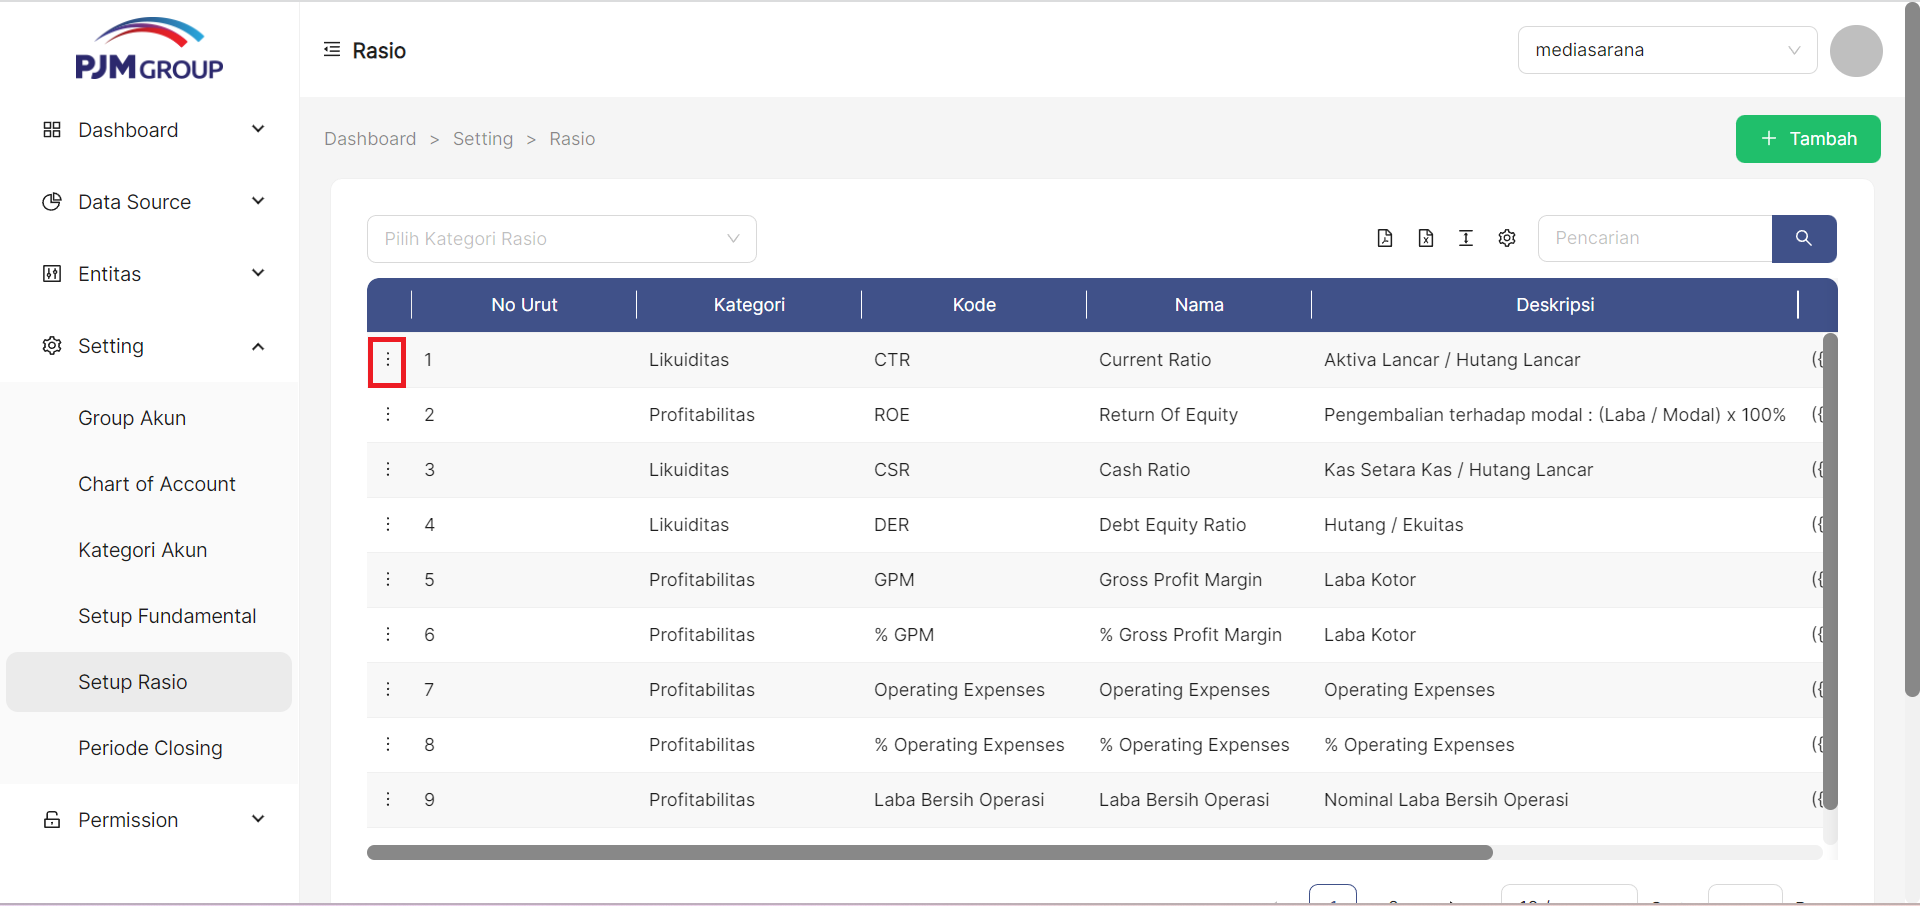 PJM GROUP
Rasio
mediasarana
Dashboard
Data Source
Entitas
Setting
Group Akun
Chart of Account
Kategori Akun
Setup Fundamental
Setup Rasio
Periode Closing
Permission
Dashboard > Setting > Rasio
+ Tambah
Pilih Kategori Rasio
Pencarian
No Urut Kategori Kode Nama Deskripsi
1 Likuiditas CTR Current Ratio Aktiva Lancar / Hutang Lancar ({
2 Profitabilitas ROE Return Of Equity Pengembalian terhadap modal : (Laba / Modal) x 100% ({
3 Likuiditas CSR Cash Ratio Kas Setara Kas / Hutang Lancar ({
4 Likuiditas DER Debt Equity Ratio Hutang / Ekuitas ({
5 Profitabilitas GPM Gross Profit Margin Laba Kotor ({
6 Profitabilitas % GPM % Gross Profit Margin Laba Kotor ({
7 Profitabilitas Operating Expenses Operating Expenses Operating Expenses ({
8 Profitabilitas % Operating Expenses % Operating Expenses % Operating Expenses ({
9 Profitabilitas Laba Bersih Operasi Laba Bersih Operasi Nominal Laba Bersih Operasi ({